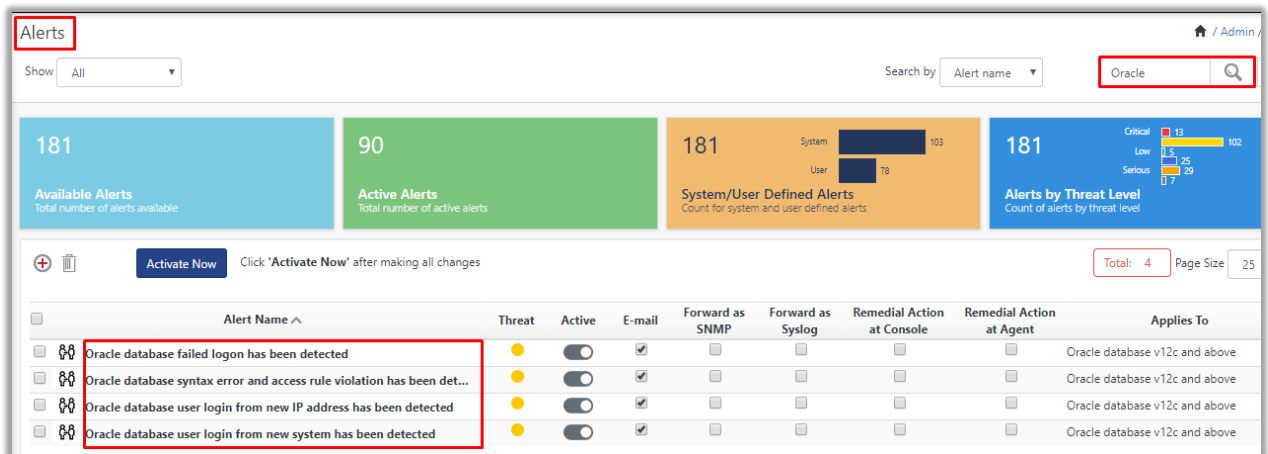 Alerts
/ Admin /
Show All
Search by Alert name Oracle
181
Available Alerts
Total number of alerts available
90
Active Alerts
Total number of active alerts
181
System 103
User 78
System/User Defined Alerts
Count for system and user defined alerts
181
Critical 13
102
Low 5
25
Serious 29
7
Alerts by Threat Level
Count of alerts by threat level
Activate Now Click 'Activate Now' after making all changes
Total: 4 Page Size 25
Alert Name Threat Active E-mail Forward as SNMP Forward as Syslog Remedial Action at Console Remedial Action at Agent Applies To
Oracle database failed logon has been detected Oracle database v12c and above
Oracle database syntax error and access rule violation has been det... Oracle database v12c and above
Oracle database user login from new IP address has been detected Oracle database v12c and above
Oracle database user login from new system has been detected Oracle database v12c and above